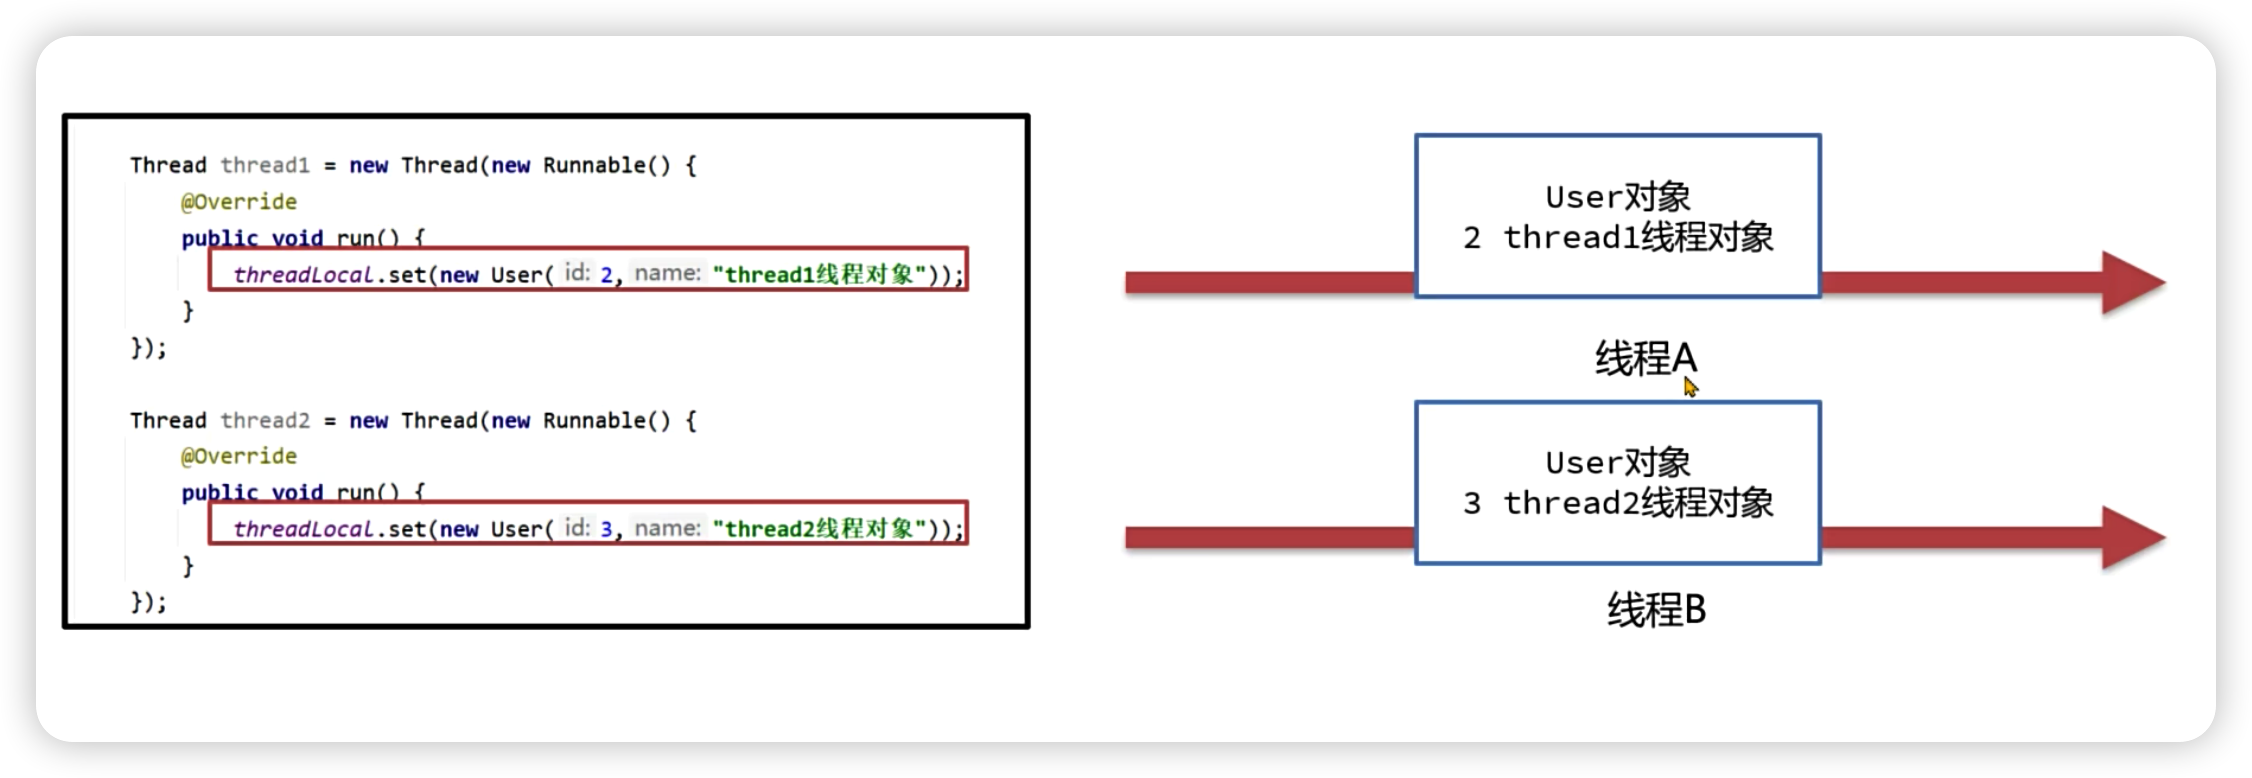 Thread thread1 = new Thread(new Runnable() {
@Override
public void run() {
threadLocal.set(new User( id: 2, name: "thread1线程对象"));
}
});
Thread thread2 = new Thread(new Runnable() {
@Override
public void run() {
threadLocal.set(new User( id: 3, name: "thread2线程对象"));
}
});
User对象
2 thread1线程对象
线程A
User对象
3 thread2线程对象
线程B